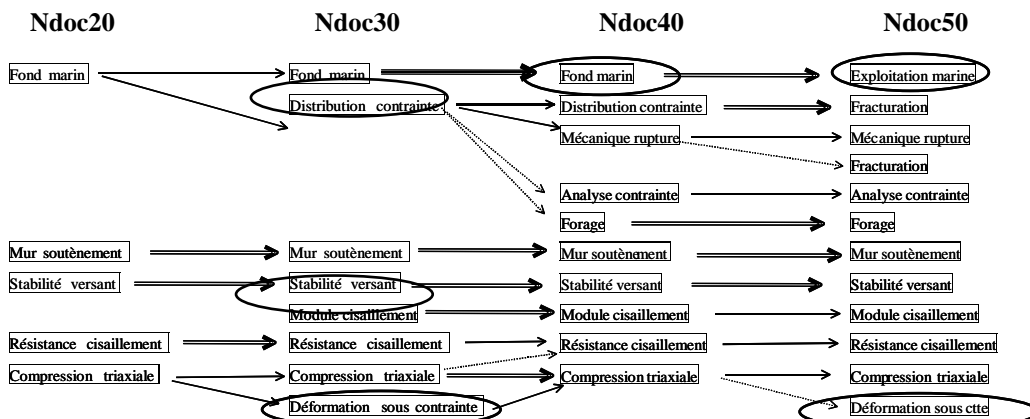 Ndoc20 Ndoc30 Ndoc40 Ndoc50
Fond marin Fond marin Fond marin Exploitation marine
Distribution contrainte Distribution contrainte Fracturation
Mécanique rupture Mécanique rupture
Fracturation
Analyse contrainte Analyse contrainte
Forage Forage
Mur soutènement Mur soutènement Mur soutènement Mur soutènement
Stabilité versant Stabilité versant Stabilité versant Stabilité versant
Module cisaillement Module cisaillement Module cisaillement
Résistance cisaillement Résistance cisaillement Résistance cisaillement Résistance cisaillement
Compression triaxiale Compression triaxiale Compression triaxiale Compression triaxiale
Déformation sous contrainte Déformation sous ctte